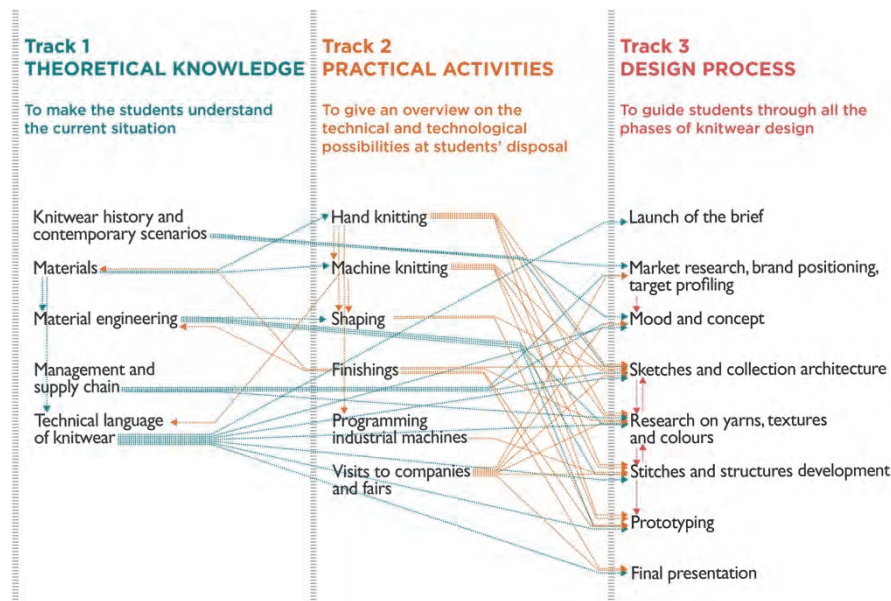 Track 1
THEORETICAL KNOWLEDGE
To make the students understand
the current situation
Knitwear history and
contemporary scenarios
Materials
Material engineering
Management and
supply chain
Technical language
of knitwear
Track 2
PRACTICAL ACTIVITIES
To give an overview on the
technical and technological
possibilities at students’ disposal
Hand knitting
Machine knitting
Shaping
Finishings
Programming
industrial machines
Visits to companies
and fairs
Track 3
DESIGN PROCESS
To guide students through all the
phases of knitwear design
Launch of the brief
Market research, brand positioning,
target profiling
Mood and concept
Sketches and collection architecture
Research on yarns, textures
and colours
Stitches and structures development
Prototyping
Final presentation